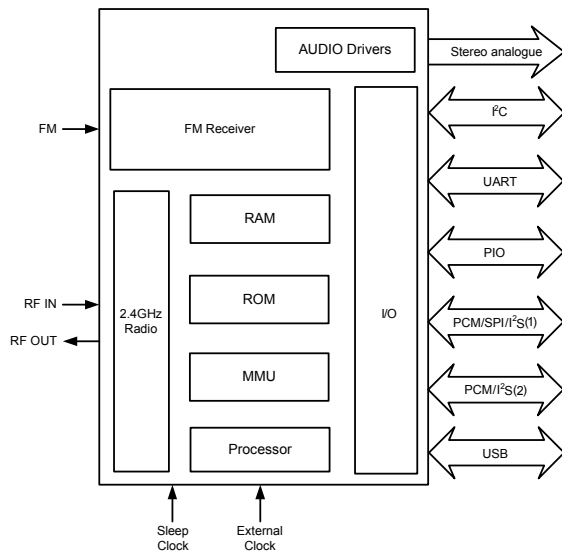 AUDIO Drivers
Stereo analogue
FM
FM Receiver
I²C
UART
RAM
PIO
RF IN
RF OUT
2.4GHz
Radio
ROM
I/O
PCM/SPI/I²S(1)
MMU
PCM/I²S(2)
Processor
USB
Sleep
Clock
External
Clock